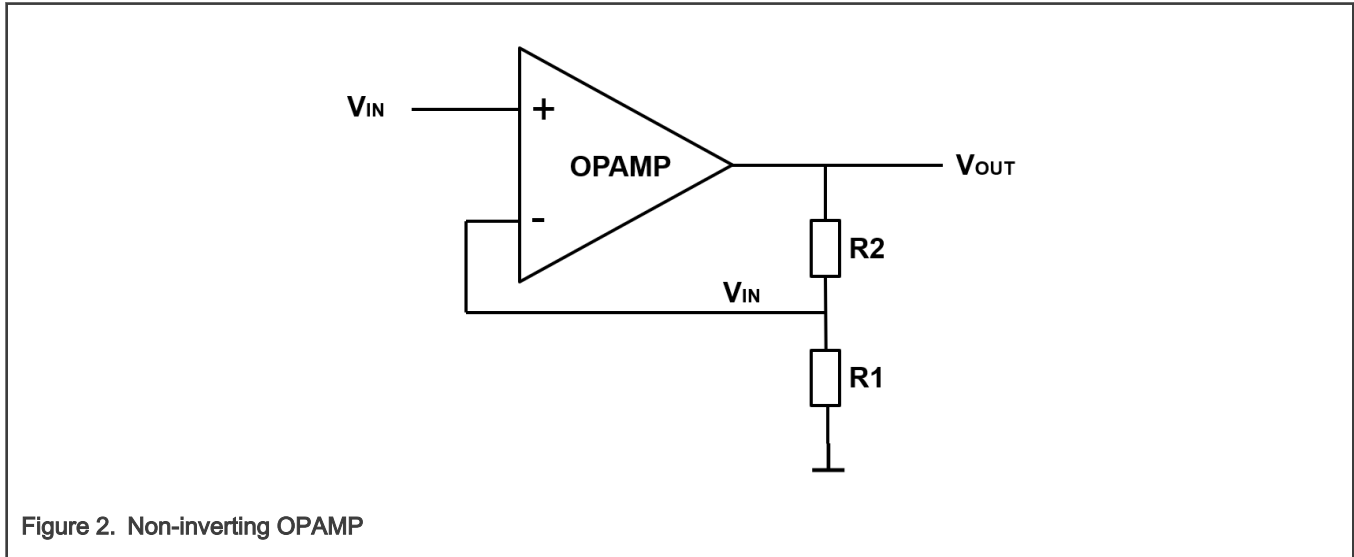 VIN
+
OPAMP
VOUT
-
R2
VIN
R1
Figure 2. Non-inverting OPAMP